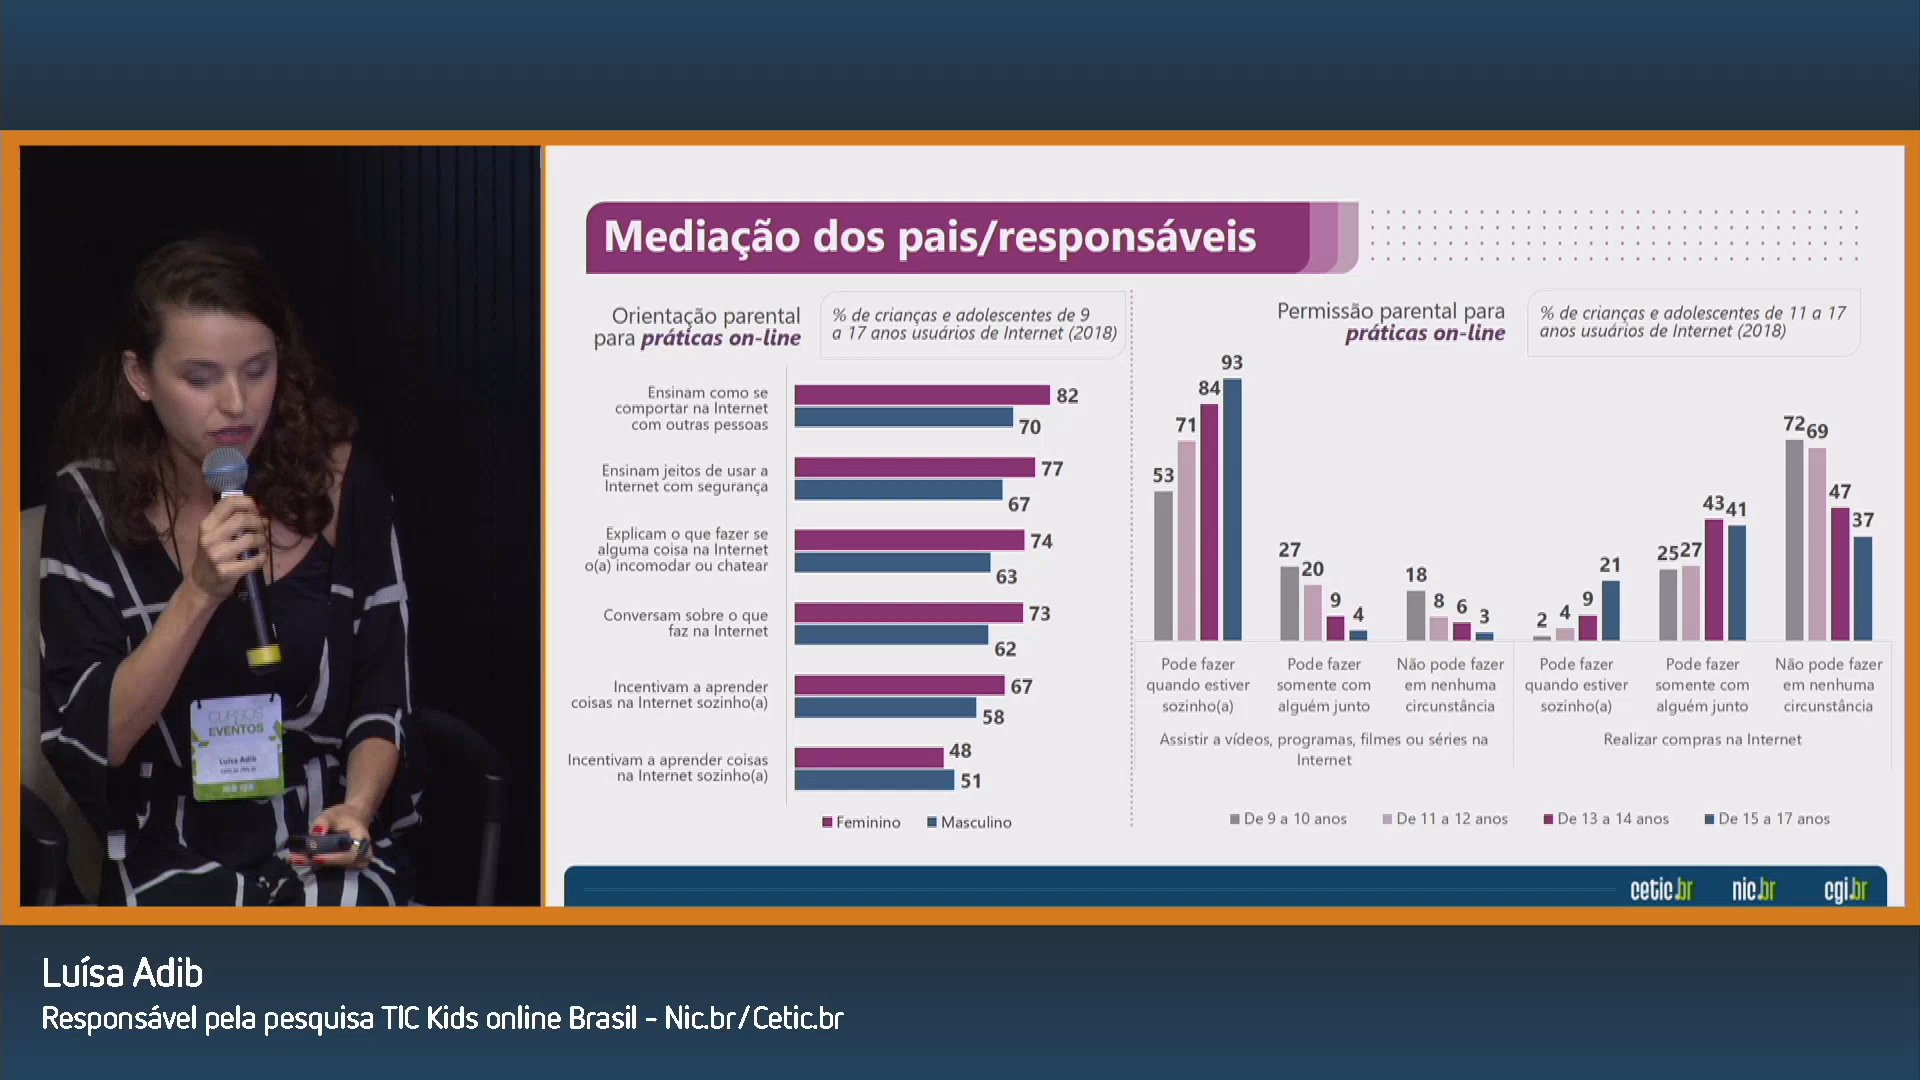 Mediação dos pais/responsáveis
Orientação parental
para práticas on-line
% de crianças e adolescentes de 9
a 17 anos usuários de Internet (2018)
Ensinam como se
comportar na Internet
com outras pessoas
82
70
Ensinam jeitos de usar a
Internet com segurança
77
67
Explicam o que fazer se
alguma coisa na Internet
o(a) incomodar ou chatear
74
63
Conversam sobre o que
faz na Internet
73
62
Incentivam a aprender
coisas na Internet sozinho(a)
67
58
Incentivam a aprender coisas
na Internet sozinho(a)
48
51
Feminino Masculino
Permissão parental para
práticas on-line
% de crianças e adolescentes de 11 a 17
anos usuários de Internet (2018)
53 71 84 93
27 20 9 4
18 8 6 3
2 4 9 21
25 27 43 41
72 69 47 37
Pode fazer
quando estiver
sozinho(a)
Pode fazer
somente com
alguém junto
Não pode fazer
em nenhuma
circunstância
Pode fazer
quando estiver
sozinho(a)
Pode fazer
somente com
alguém junto
Não pode fazer
em nenhuma
circunstância
Assistir a vídeos, programas, filmes ou séries na
Internet
Realizar compras na Internet
De 9 a 10 anos De 11 a 12 anos De 13 a 14 anos De 15 a 17 anos
cetic.br nic.br cgi.br
CURSOS
EVENTOS
Luísa Adib
Luísa Adib
Responsável pela pesquisa TIC Kids online Brasil - Nic.br/Cetic.br